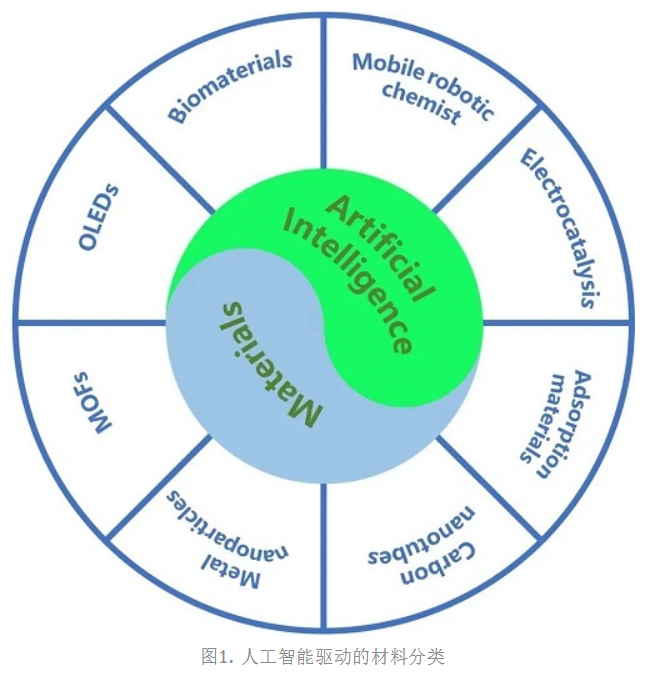 Biomaterials
Mobile robotic
chemist
Electrocatalysis
Adsorption
materials
Carbon
nanotubes
Metal
nanoparticles
MOFs
OLEDs
Artificial
Intelligence
Materials
图1. 人工智能驱动的材料分类